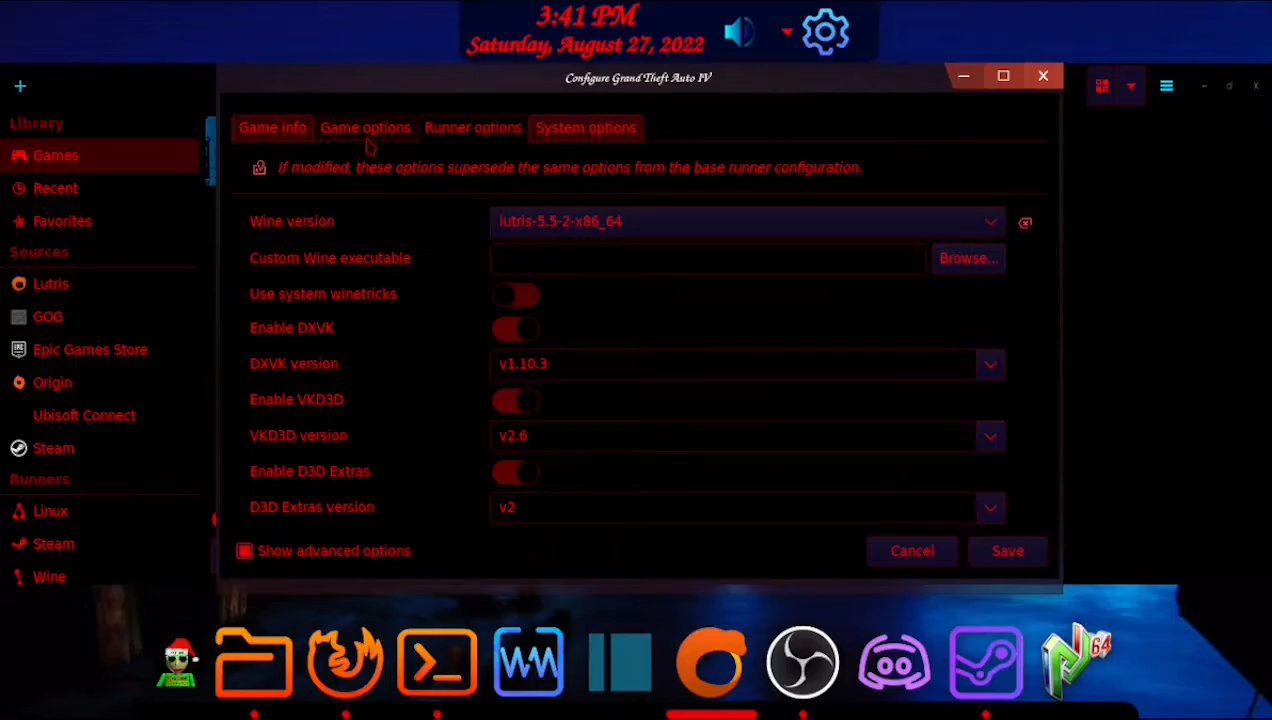 3:41 PM
Saturday, August 27, 2022
Configure Grand Theft Auto IV
Library
Games
Recent
Favorites
Sources
Lutris
GOG
Epic Games Store
Origin
Ubisoft Connect
Steam
Runners
Linux
Steam
Wine
Game info Game options Runner options System options
If modified, these options supersede the same options from the base runner configuration.
Wine version lutris-5.5-2-x86_64
Custom Wine executable Browse...
Use system winetricks
Enable DXVK
DXVK version v1.10.3
Enable VKD3D
VKD3D version v2.6
Enable D3D Extras
D3D Extras version v2
Show advanced options Cancel Save
64